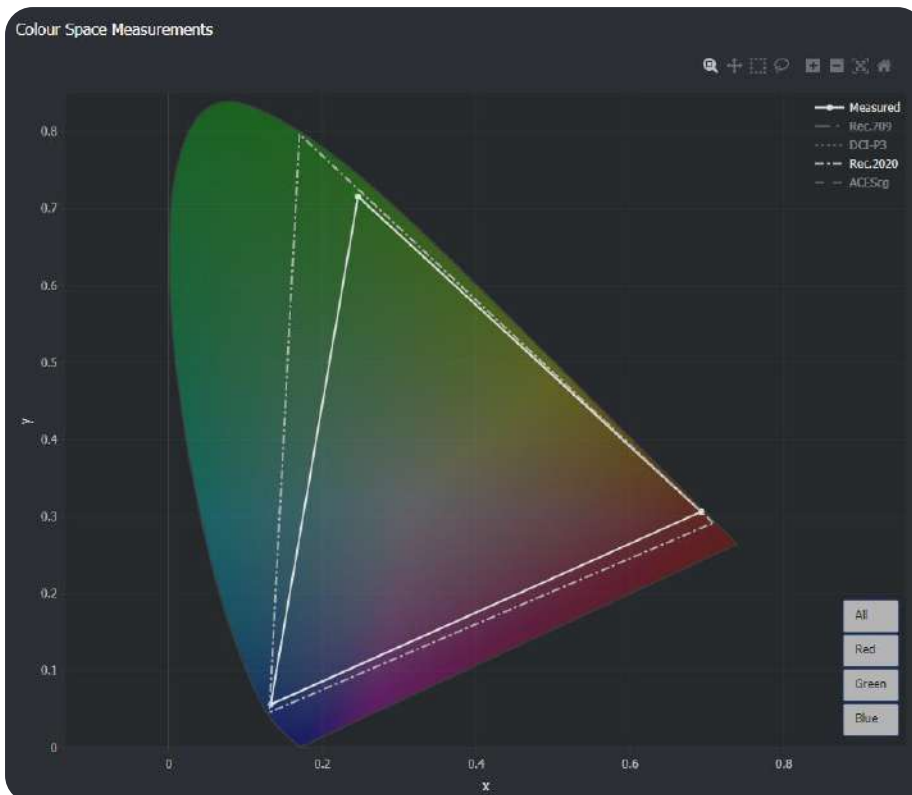 Colour Space Measurements
Measured
Rec.709
DCI-P3
Rec.2020
ACEScg
0.8
0.7
0.6
0.5
0.4
0.3
0.2
0.1
0
y
0
0.2
0.4
0.6
0.8
x
All
Red
Green
Blue